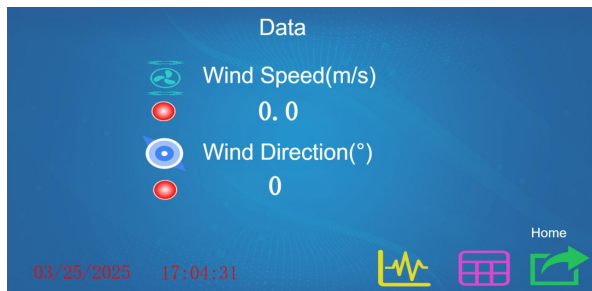 Data
Wind Speed(m/s)
0.0
Wind Direction(°)
0
Home
03/25/2025 17:04:31